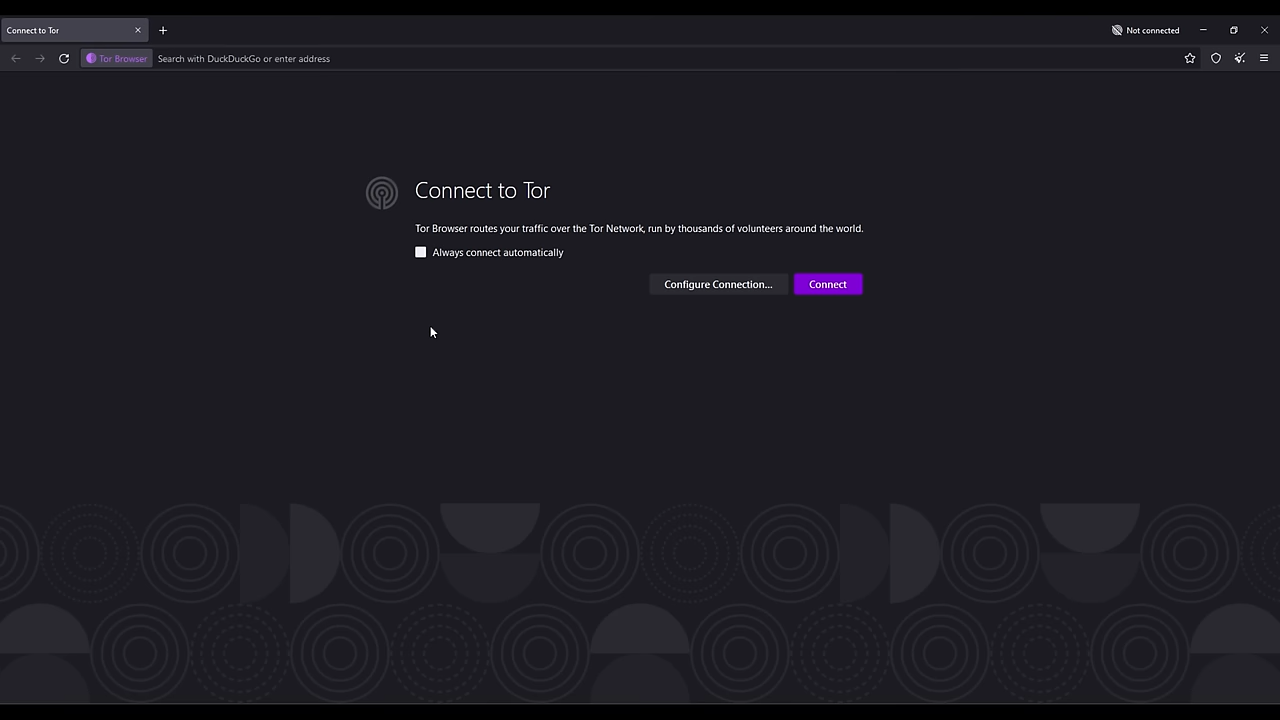 Connect to Tor
Not connected
Tor Browser
Search with DuckDuckGo or enter address
Connect to Tor
Tor Browser routes your traffic over the Tor Network, run by thousands of volunteers around the world.
Always connect automatically
Configure Connection...
Connect